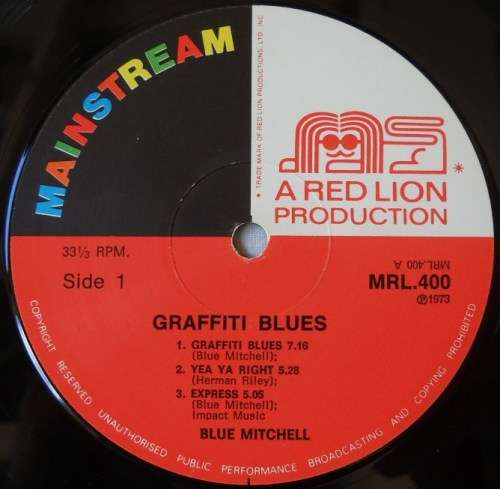 MAINSTREAM
* TRADE MARK OF RED LION PRODUCTIONS, LTD. INC. *
A RED LION
PRODUCTION
33⅓ RPM.
Side 1
MRL.400 A
MRL.400
Ⓟ1973
GRAFFITI BLUES
1. GRAFFITI BLUES 7.16
(Blue Mitchell);
2. YEA YA RIGHT 5.28
(Herman Riley);
3. EXPRESS 5.05
(Blue Mitchell);
Impact Music
BLUE MITCHELL
COPYRIGHT RESERVED UNAUTHORISED PUBLIC PERFORMANCE BROADCASTING AND COPYING PROHIBITED